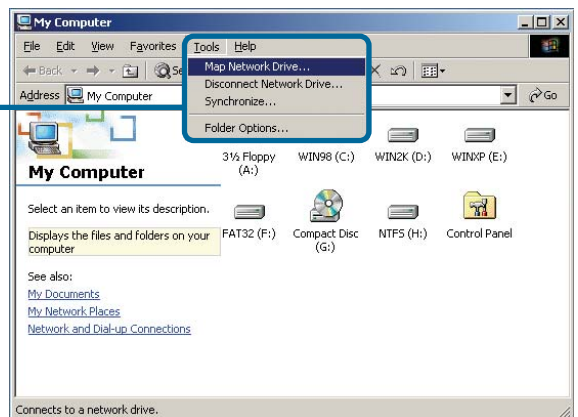 My Computer
File Edit View Favorites Tools Help
Back Se
Map Network Drive...
Disconnect Network Drive...
Synchronize...
Folder Options...
Address My Computer Go
My Computer
Select an item to view its description.
Displays the files and folders on your
computer
See also:
My Documents
My Network Places
Network and Dial-up Connections
3½ Floppy
(A:)
WIN98 (C:)
WIN2K (D:)
WINXP (E:)
FAT32 (F:)
Compact Disc
(G:)
NTFS (H:)
Control Panel
Connects to a network drive.